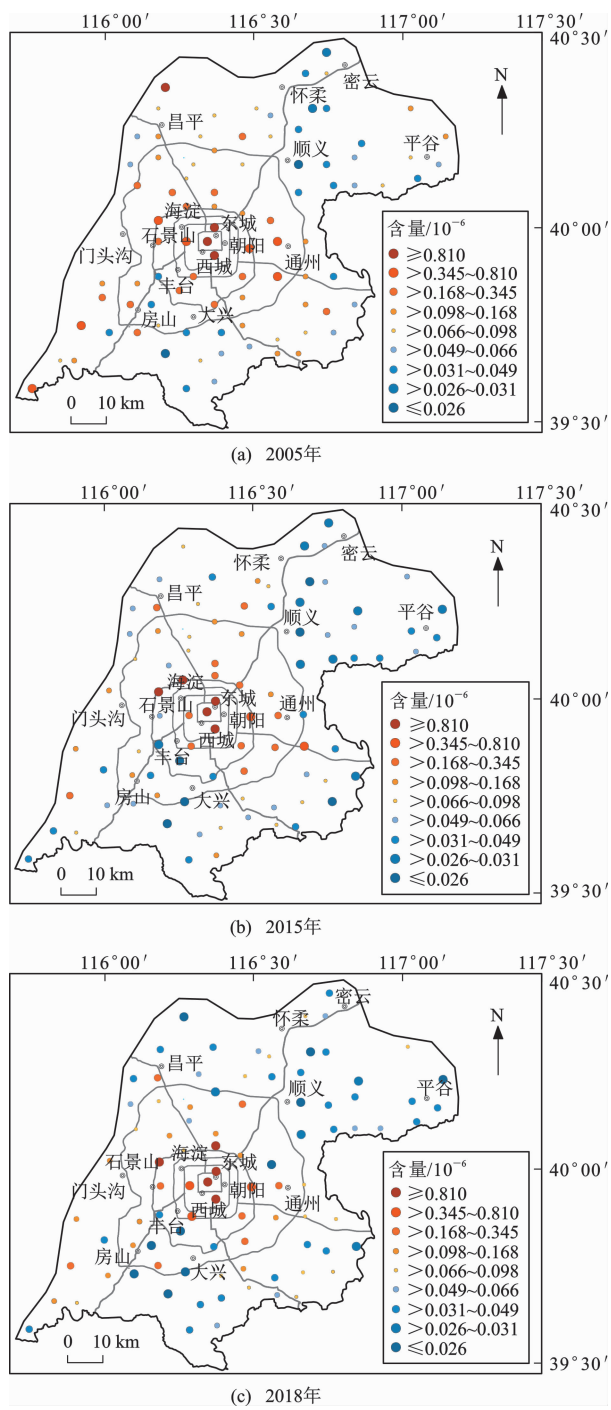 116°00′ 116°30′ 117°00′ 117°30′
40°30′
N
密云
怀柔
昌平
顺义
平谷
海淀
东城
石景山
朝阳
门头沟
西城
通州
丰台
房山
大兴
40°00′
含量/10⁻⁶
≥0.810
>0.345~0.810
>0.168~0.345
>0.098~0.168
>0.066~0.098
>0.049~0.066
>0.031~0.049
>0.026~0.031
≤0.026
0 10 km
39°30′
(a) 2005年
116°00′ 116°30′ 117°00′ 117°30′
40°30′
N
怀柔
密云
昌平
顺义
平谷
海淀
东城
石景山
朝阳
门头沟
西城
通州
丰台
房山
大兴
40°00′
含量/10⁻⁶
≥0.810
>0.345~0.810
>0.168~0.345
>0.098~0.168
>0.066~0.098
>0.049~0.066
>0.031~0.049
>0.026~0.031
≤0.026
0 10 km
39°30′
(b) 2015年
116°00′ 116°30′ 117°00′ 117°30′
40°30′
N
密云
怀柔
昌平
顺义
平谷
海淀
东城
石景山
朝阳
门头沟
西城
通州
丰台
房山
大兴
40°00′
含量/10⁻⁶
≥0.810
>0.345~0.810
>0.168~0.345
>0.098~0.168
>0.066~0.098
>0.049~0.066
>0.031~0.049
>0.026~0.031
≤0.026
0 10 km
39°30′
(c) 2018年